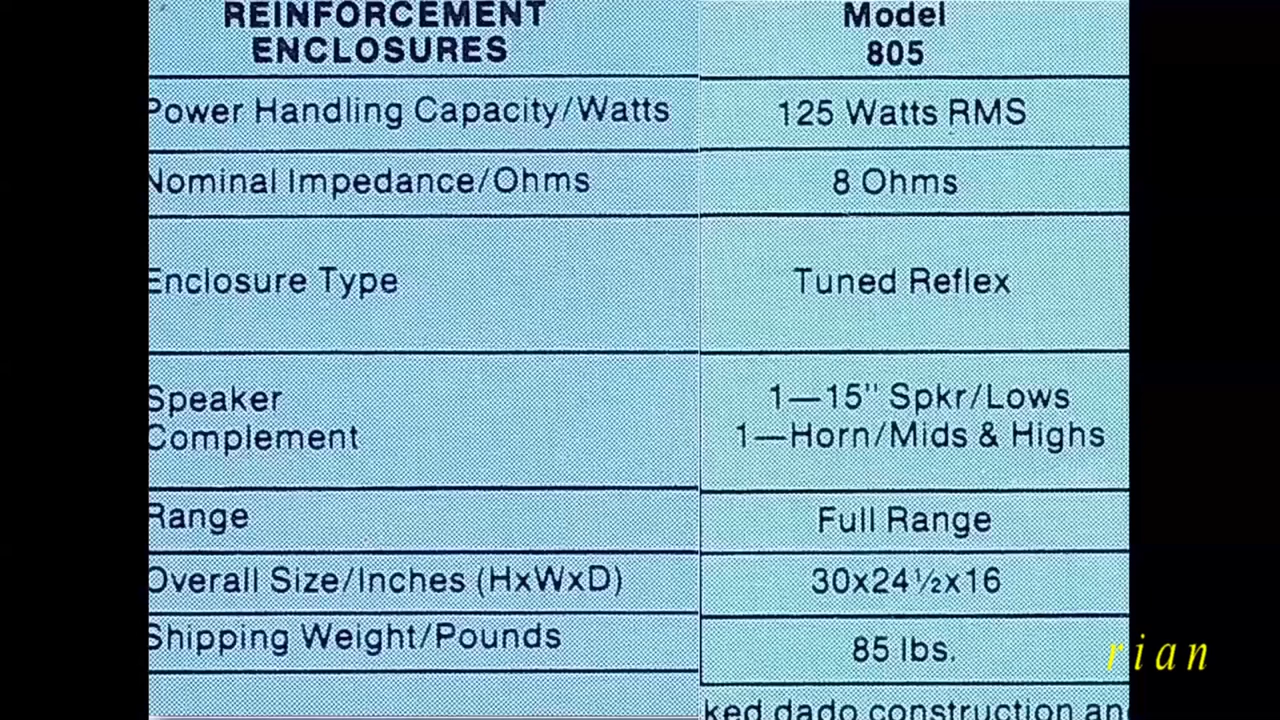 REINFORCEMENT
ENCLOSURES
Model
805
Power Handling Capacity/Watts
125 Watts RMS
Nominal Impedance/Ohms
8 Ohms
Enclosure Type
Tuned Reflex
Speaker
Complement
1—15" Spkr/Lows
1—Horn/Mids & Highs
Range
Full Range
Overall Size/Inches (HxWxD)
30x24½x16
Shipping Weight/Pounds
85 lbs.
rian
ked dado construction an